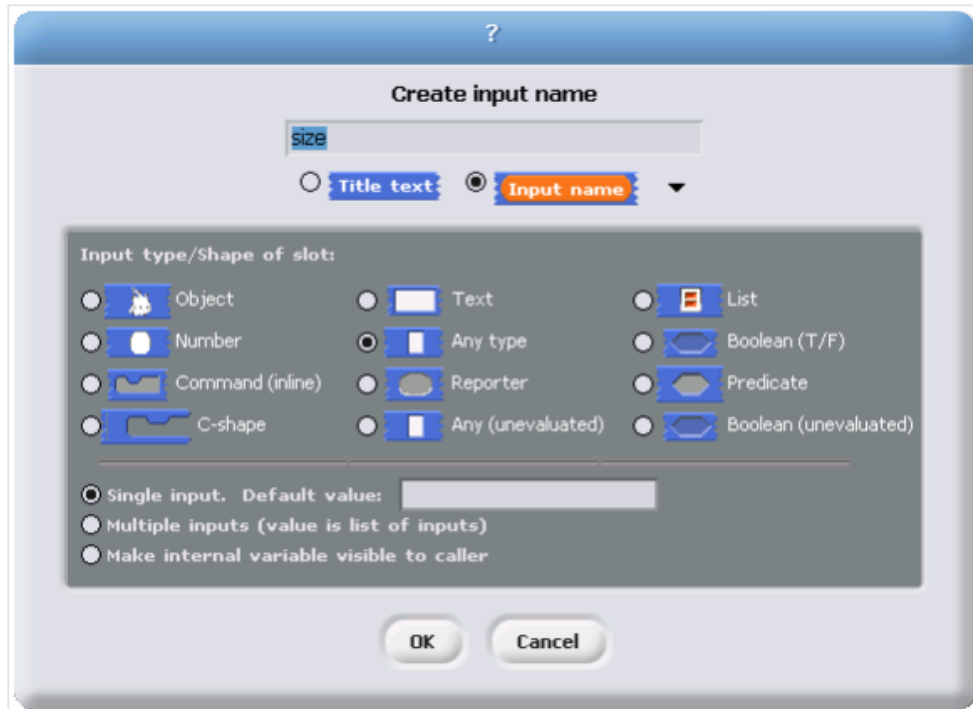 ?
Create input name
size
Title text Input name
Input type/Shape of slot:
Object Text List
Number Any type Boolean (T/F)
Command (inline) Reporter Predicate
C-shape Any (unevaluated) Boolean (unevaluated)
Single input. Default value:
Multiple inputs (value is list of inputs)
Make internal variable visible to caller
OK Cancel